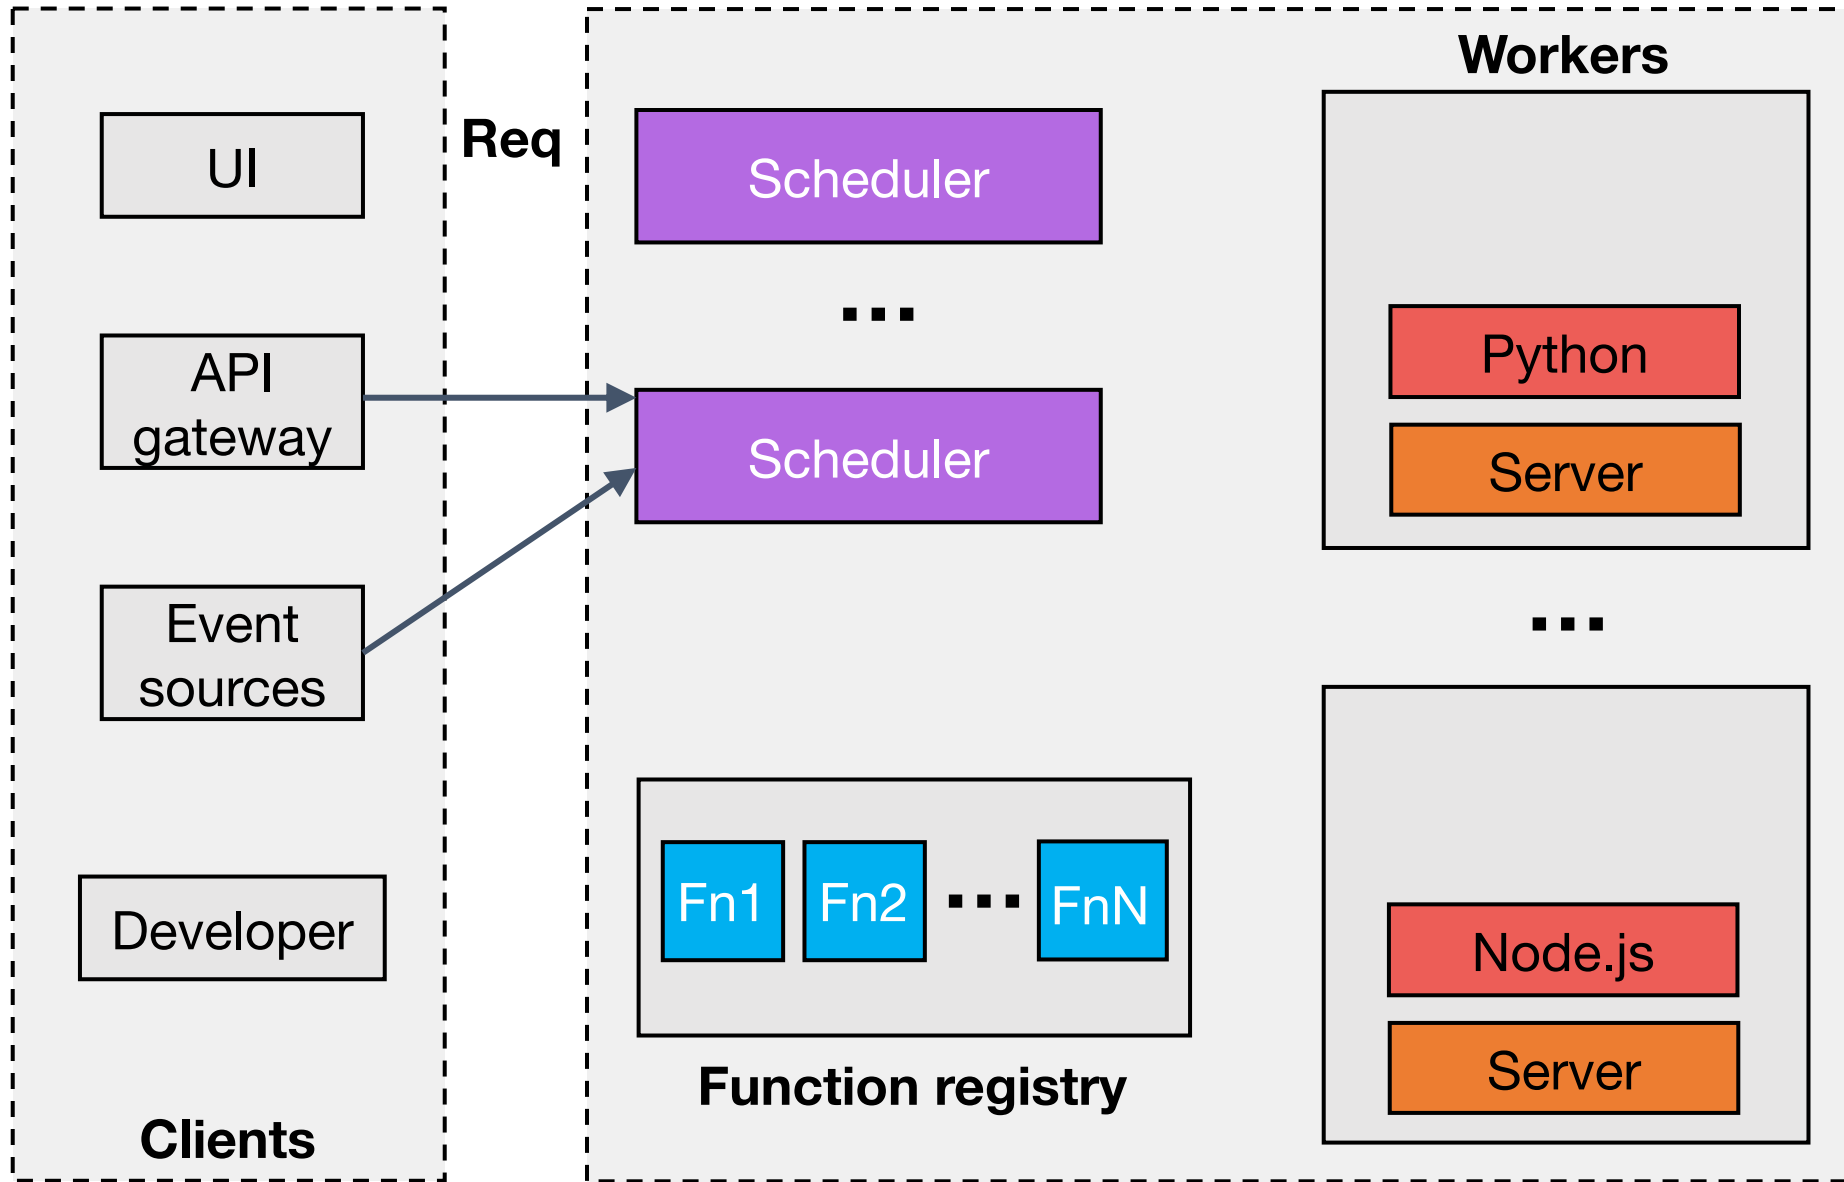 UI
API
gateway
Event
sources
Developer
Clients
Req
Scheduler
...
Scheduler
Fn1 Fn2 ... FnN
Function registry
Workers
Python
Server
...
Node.js
Server